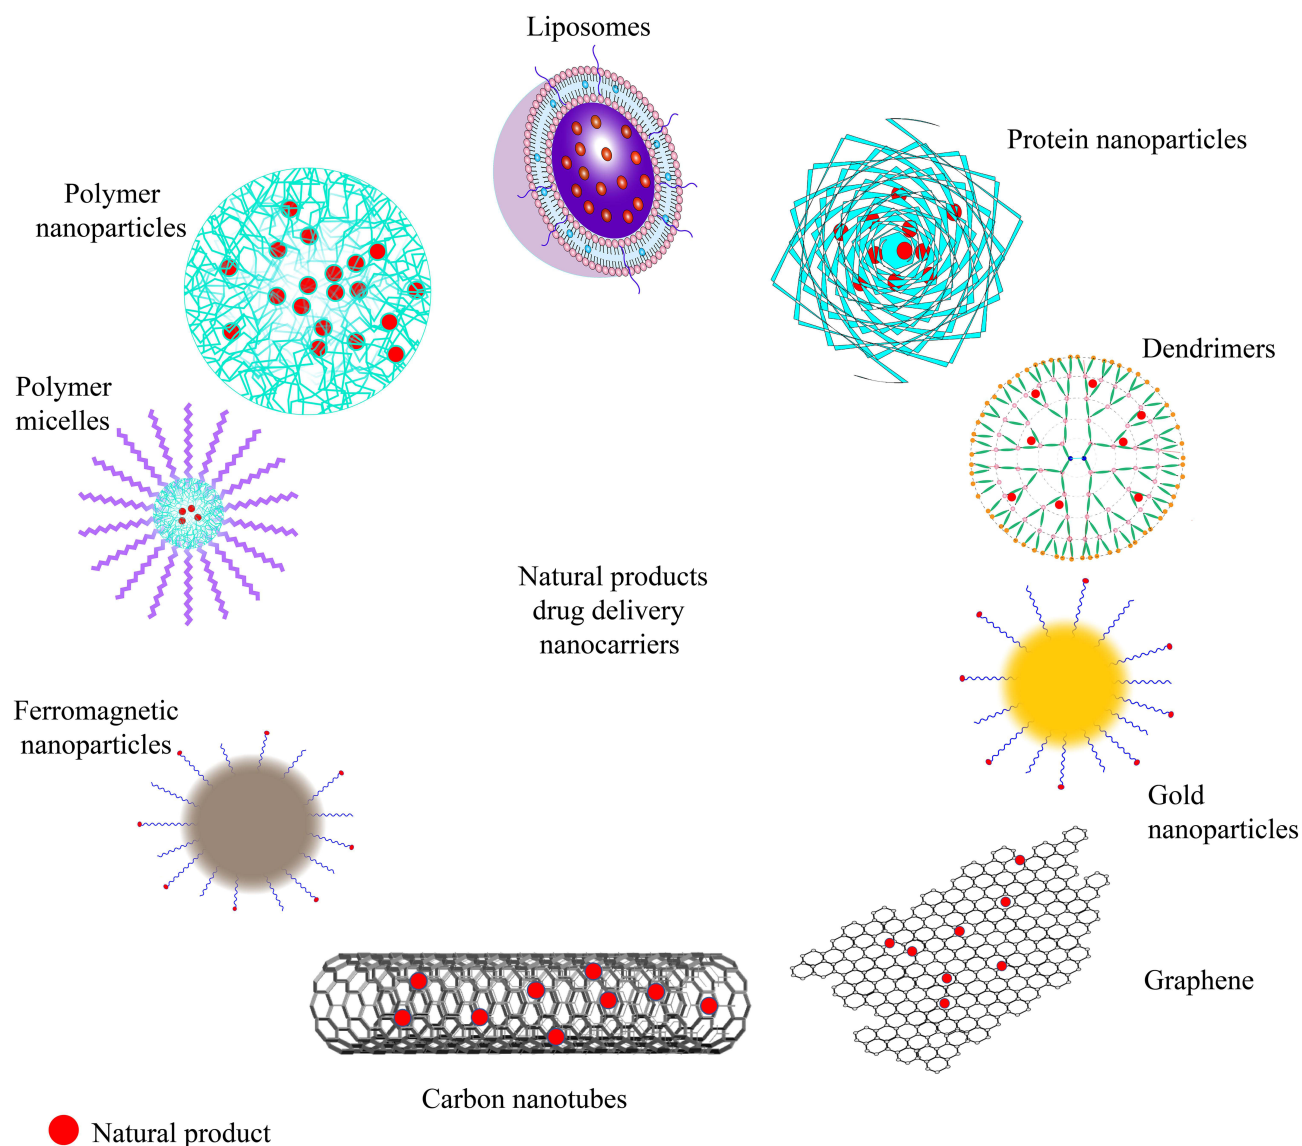 Liposomes
Protein nanoparticles
Polymer
nanoparticles
Dendrimers
Polymer
micelles
Natural products
drug delivery
nanocarriers
Ferromagnetic
nanoparticles
Gold
nanoparticles
Graphene
Carbon nanotubes
Natural product